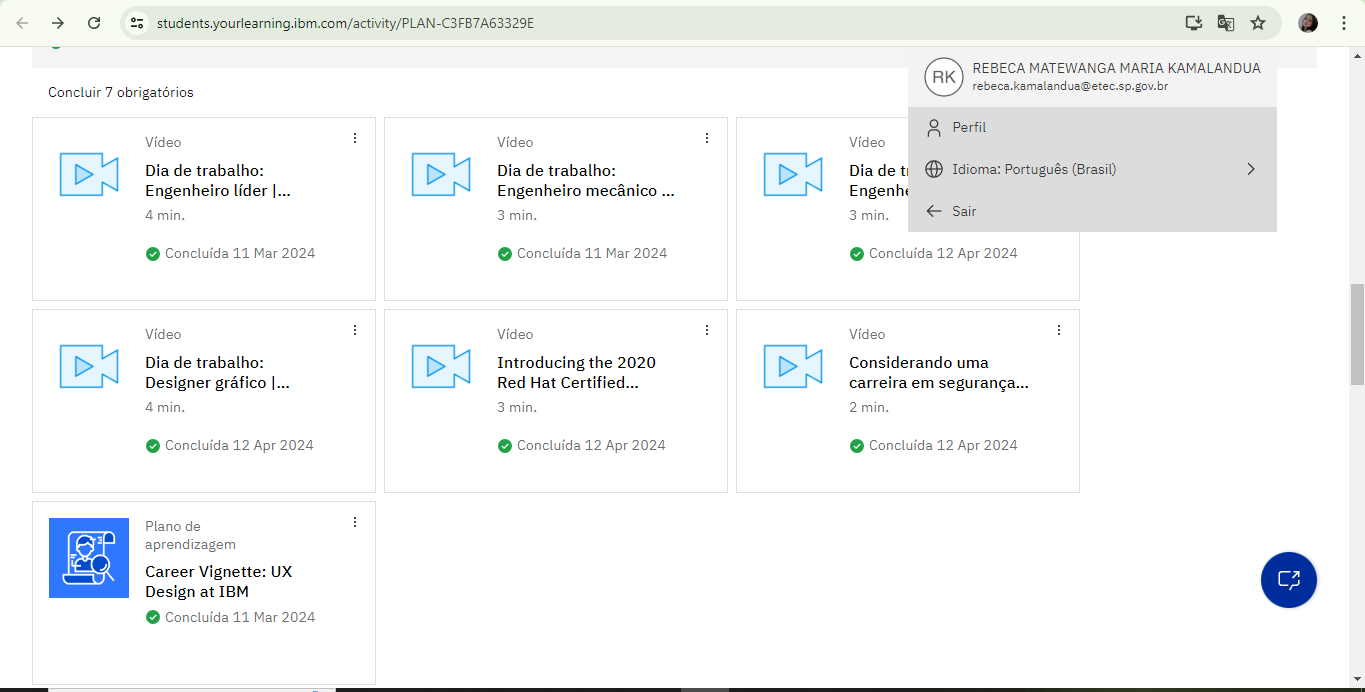 students.yourlearning.ibm.com/activity/PLAN-C3FB7A63329E
RK
REBECA MATEWANGA MARIA KAMALANDUA
rebeca.kamalandua@etec.sp.gov.br
Perfil
Idioma: Português (Brasil)
Sair
Concluir 7 obrigatórios
Vídeo
Dia de trabalho:
Engenheiro líder |...
4 min.
Concluída 11 Mar 2024
Vídeo
Dia de trabalho:
Engenheiro mecânico ...
3 min.
Concluída 11 Mar 2024
Vídeo
Dia de
3 min.
Concluída 12 Apr 2024
Vídeo
Dia de trabalho:
Designer gráfico |...
4 min.
Concluída 12 Apr 2024
Vídeo
Introducing the 2020
Red Hat Certified...
3 min.
Concluída 12 Apr 2024
Vídeo
Considerando uma
carreira em segurança...
2 min.
Concluída 12 Apr 2024
Plano de
aprendizagem
Career Vignette: UX
Design at IBM
Concluída 11 Mar 2024